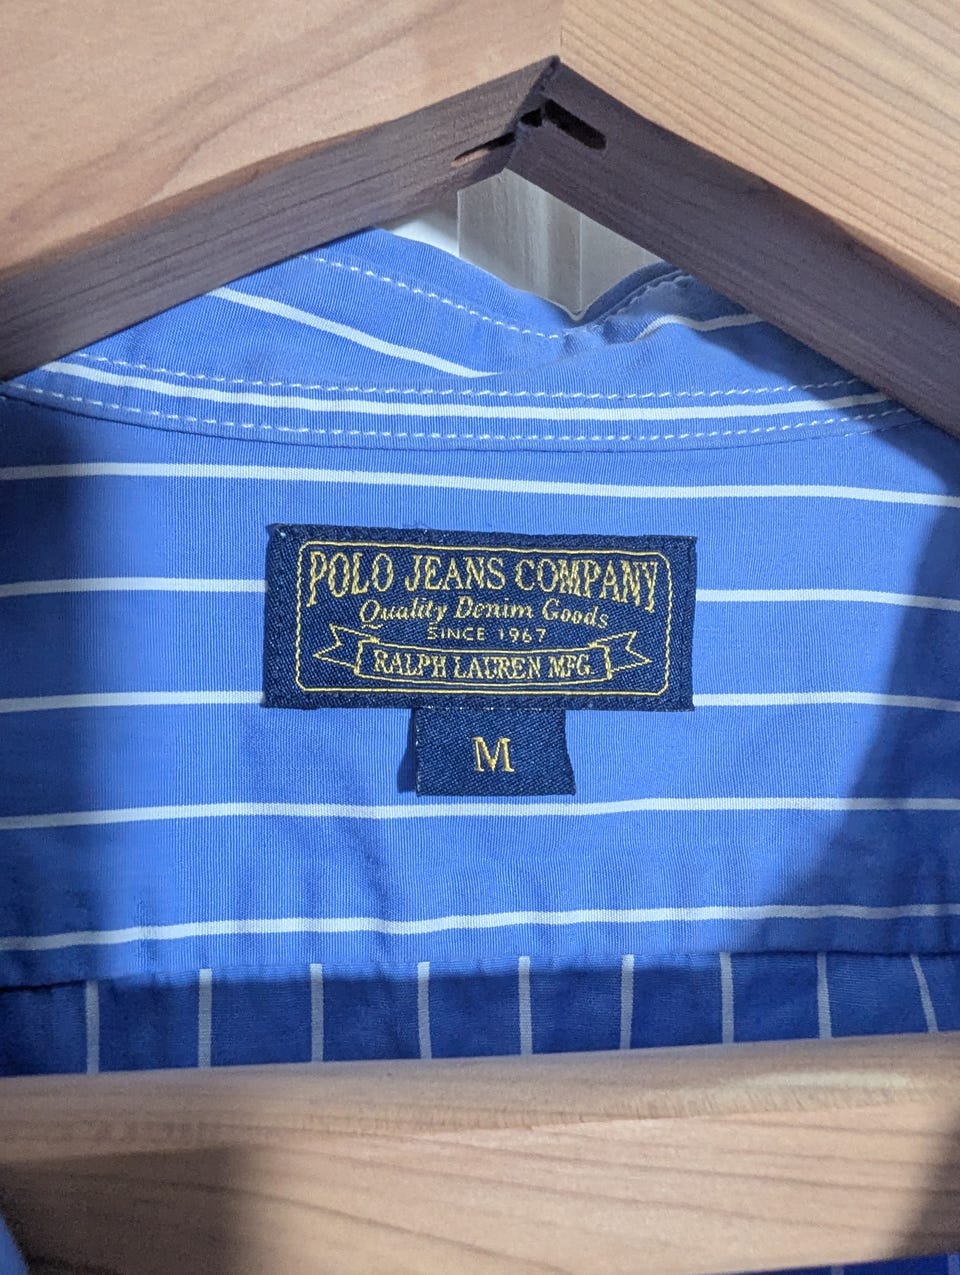 POLO JEANS COMPANY
Quality Denim Goods
SINCE 1967
RALPH LAUREN MFG.
M